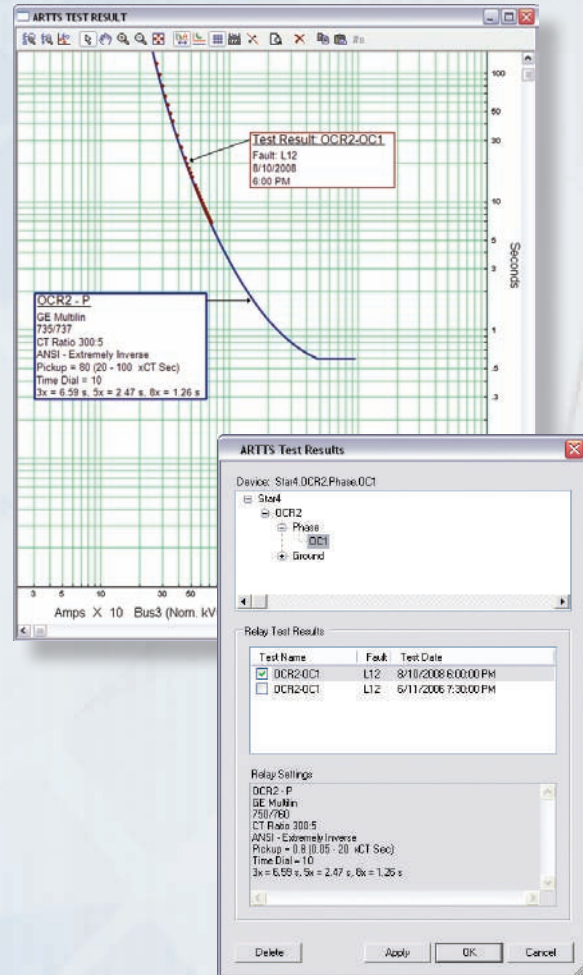 ARTTS TEST RESULT
100
50
30
10
5
3
1
.5
.3
Seconds
Test Result: OCR2-OC1
Fault: L12
8/10/2008
6:00 PM
OCR2 - P
GE Multilin
735/737
CT Ratio 300:5
ANSI - Extremely Inverse
Pickup = 80 (20 - 100 xCT Sec)
Time Dial = 10
3x = 6.59 s, 5x = 2.47 s, 8x = 1.26 s
3 5 10 30 50
Amps X 10 Bus3 (Nom. kV
ARTTS Test Results
Device: Star4.OCR2.Phase.OC1
Star4
OCR2
Phase
OC1
Ground
Relay Test Results
Test Name Fault Test Date
OCR2-OC1 L12 8/10/2008 6:00:00 PM
OCR2-OC1 L12 6/11/2006 7:30:00 PM
Relay Settings
OCR2 - P
GE Multilin
750/760
CT Ratio 300:5
ANSI - Extremely Inverse
Pickup = 0.8 (0.05 - 20 xCT Sec)
Time Dial = 10
3x = 6.59 s, 5x = 2.47 s, 8x = 1.26 s
Delete Apply OK Cancel